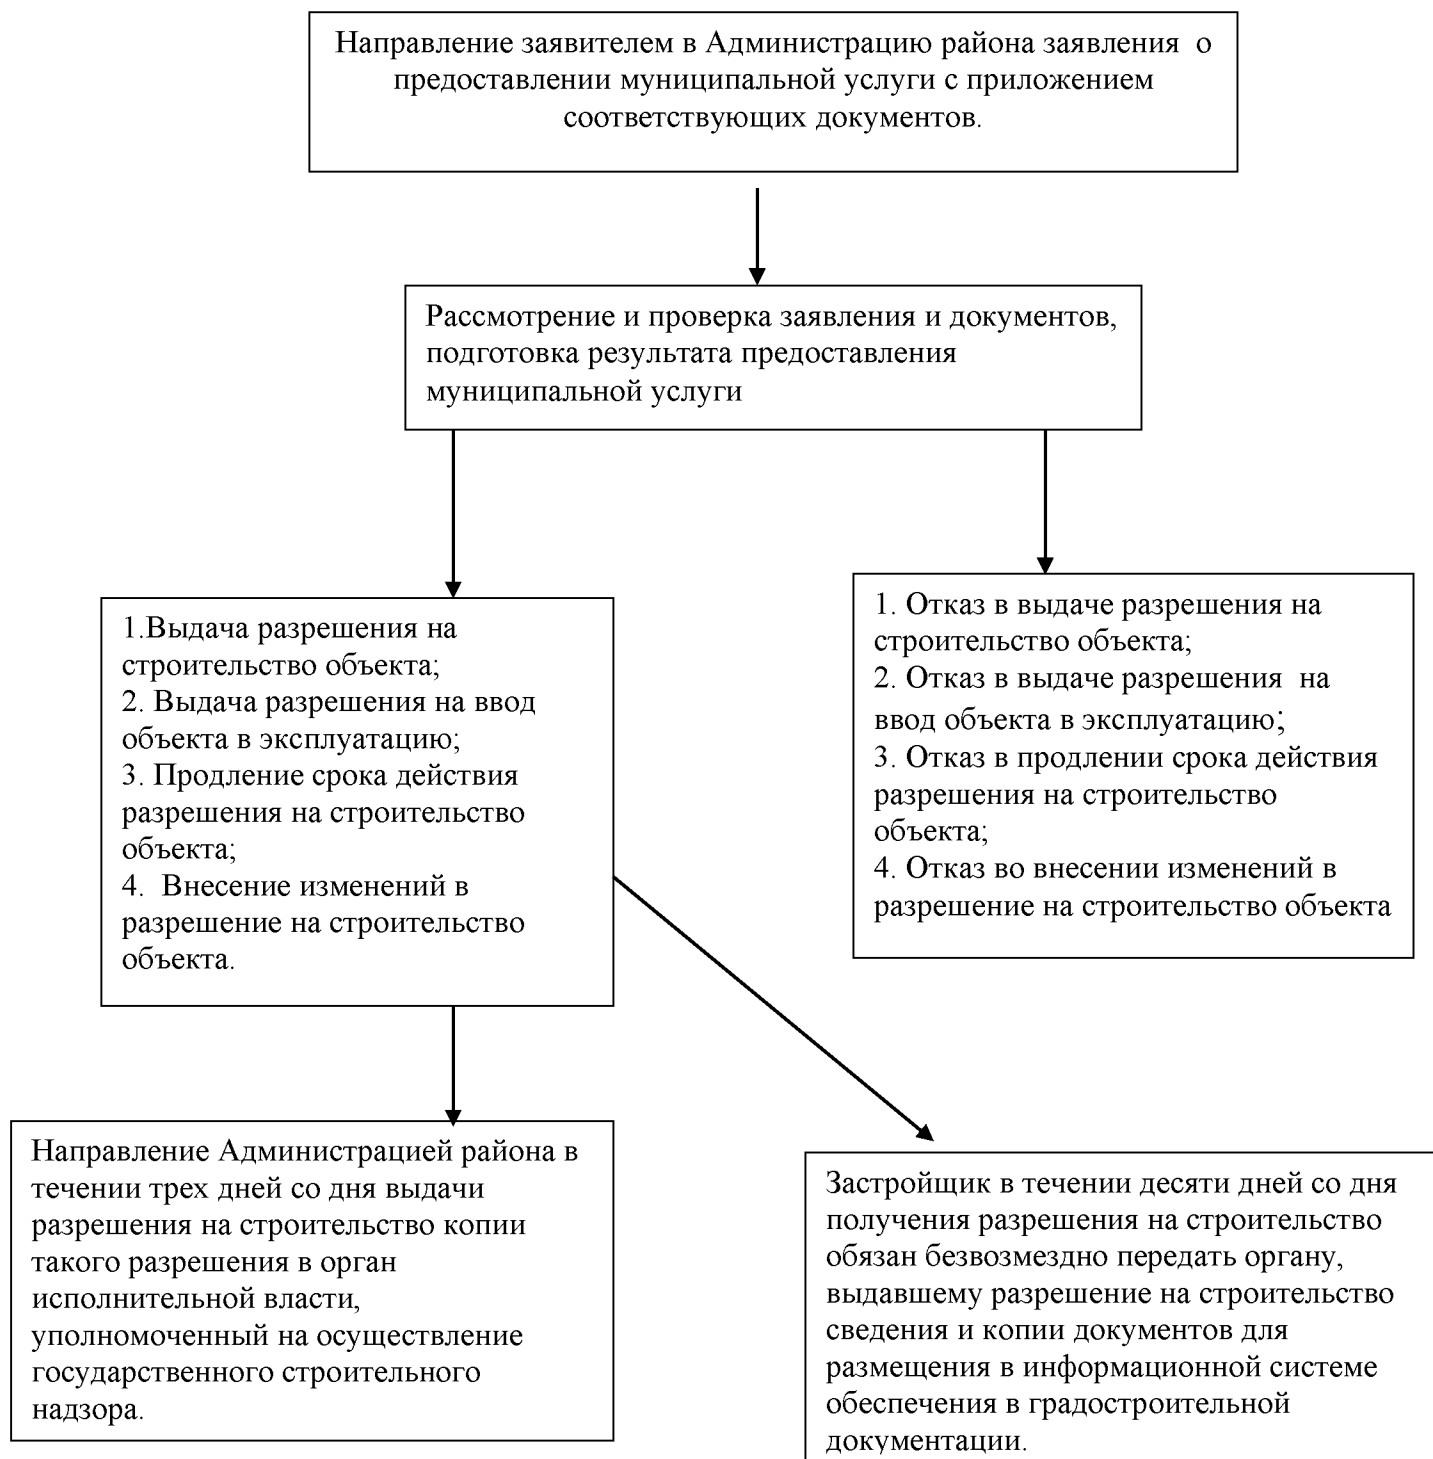 Направление заявителем в Администрацию района заявления  о
предоставлении муниципальной услуги с приложением
соответствующих документов.
Рассмотрение и проверка заявления и документов,
подготовка результата предоставления
муниципальной услуги
1.Выдача разрешения на
строительство объекта;
2. Выдача разрешения на ввод
объекта в эксплуатацию;
3. Продление срока действия
разрешения на строительство
объекта;
4.  Внесение изменений в
разрешение на строительство
объекта.
1. Отказ в выдаче разрешения на
строительство объекта;
2. Отказ в выдаче разрешения  на
ввод объекта в эксплуатацию;
3. Отказ в продлении срока действия
разрешения на строительство
объекта;
4. Отказ во внесении изменений в
разрешение на строительство объекта
Направление Администрацией района в
течении трех дней со дня выдачи
разрешения на строительство копии
такого разрешения в орган
исполнительной власти,
уполномоченный на осуществление
государственного строительного
надзора.
Застройщик в течении десяти дней со дня
получения разрешения на строительство
обязан безвозмездно передать органу,
выдавшему разрешение на строительство
сведения и копии документов для
размещения в информационной системе
обеспечения в градостроительной
документации.